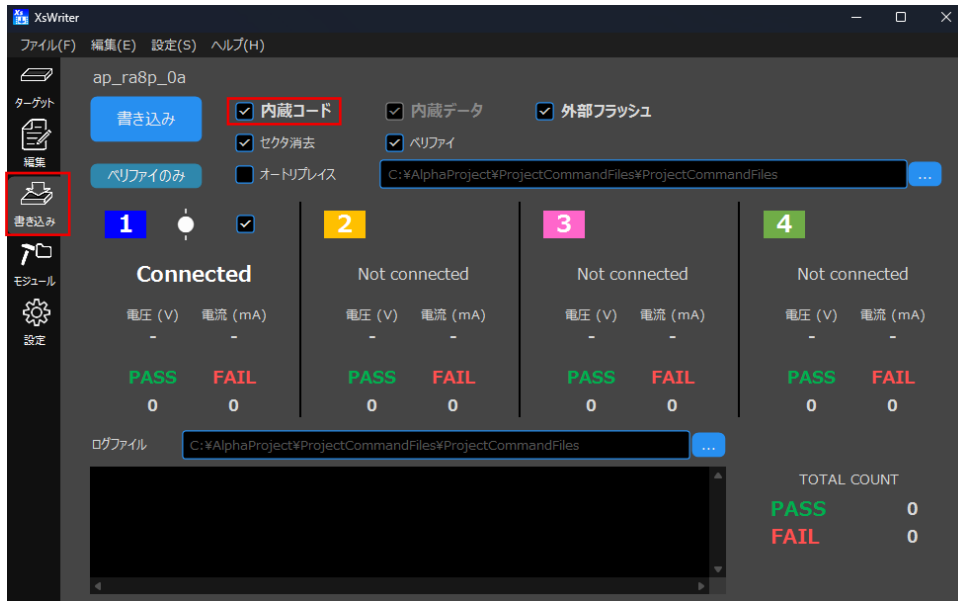 Xs XsWriter
ファイル(F) 編集(E) 設定(S) ヘルプ(H)
ターゲット
編集
書き込み
モジュール
設定
ap_ra8p_0a
書き込み 内蔵コード 内蔵データ 外部フラッシュ
セクタ消去 ベリファイ
ベリファイのみ オートリプレイス C:¥AlphaProject¥ProjectCommandFiles¥ProjectCommandFiles ...
1 2 3 4
Connected Not connected Not connected Not connected
電圧 (V) 電流 (mA) 電圧 (V) 電流 (mA) 電圧 (V) 電流 (mA) 電圧 (V) 電流 (mA)
- - - - - - - -
PASS FAIL PASS FAIL PASS FAIL PASS FAIL
0 0 0 0 0 0 0 0
ログファイル C:¥AlphaProject¥ProjectCommandFiles¥ProjectCommandFiles ...
TOTAL COUNT
PASS 0
FAIL 0